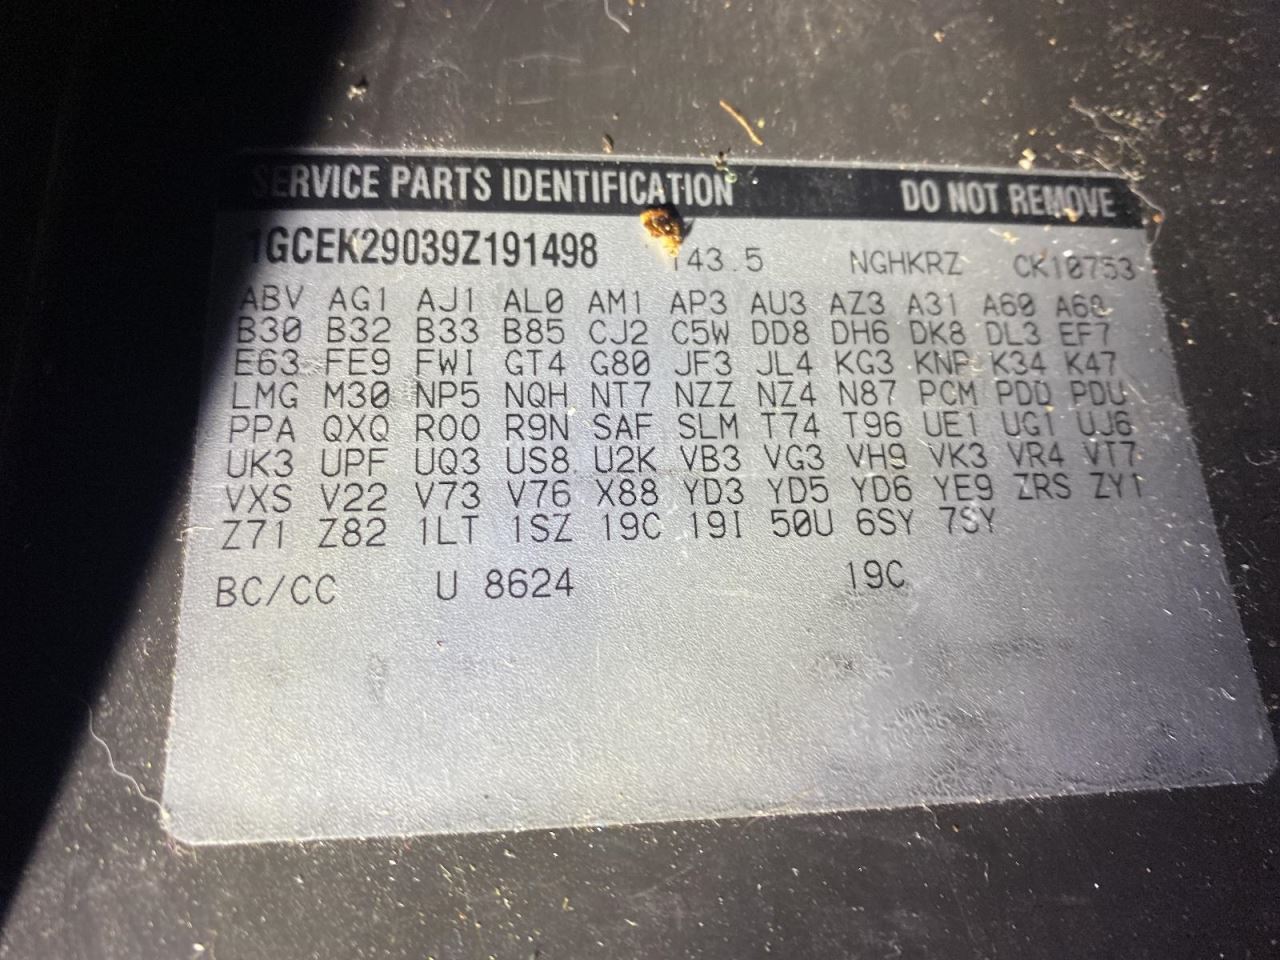 SERVICE PARTS IDENTIFICATION DO NOT REMOVE
1GCEK29039Z191498 143.5 NGHKRZ CK10753
ABV AG1 AJ1 AL0 AM1 AP3 AU3 AZ3 A31 A60 A68
B30 B32 B33 B85 CJ2 C5W DD8 DH6 DK8 DL3 EF7
E63 FE9 FWI GT4 G80 JF3 JL4 KG3 KNP K34 K47
LMG M30 NP5 NQH NT7 NZZ NZ4 N87 PCM PDD PDU
PPA QXQ R00 R9N SAF SLM T74 T96 UE1 UG1 UJ6
UK3 UPF UQ3 US8 U2K VB3 VG3 VH9 VK3 VR4 VT7
VXS V22 V73 V76 X88 YD3 YD5 YD6 YE9 ZRS ZY1
Z71 Z82 1LT 1SZ 19C 19I 50U 6SY 7SY
BC/CC U 8624 19C